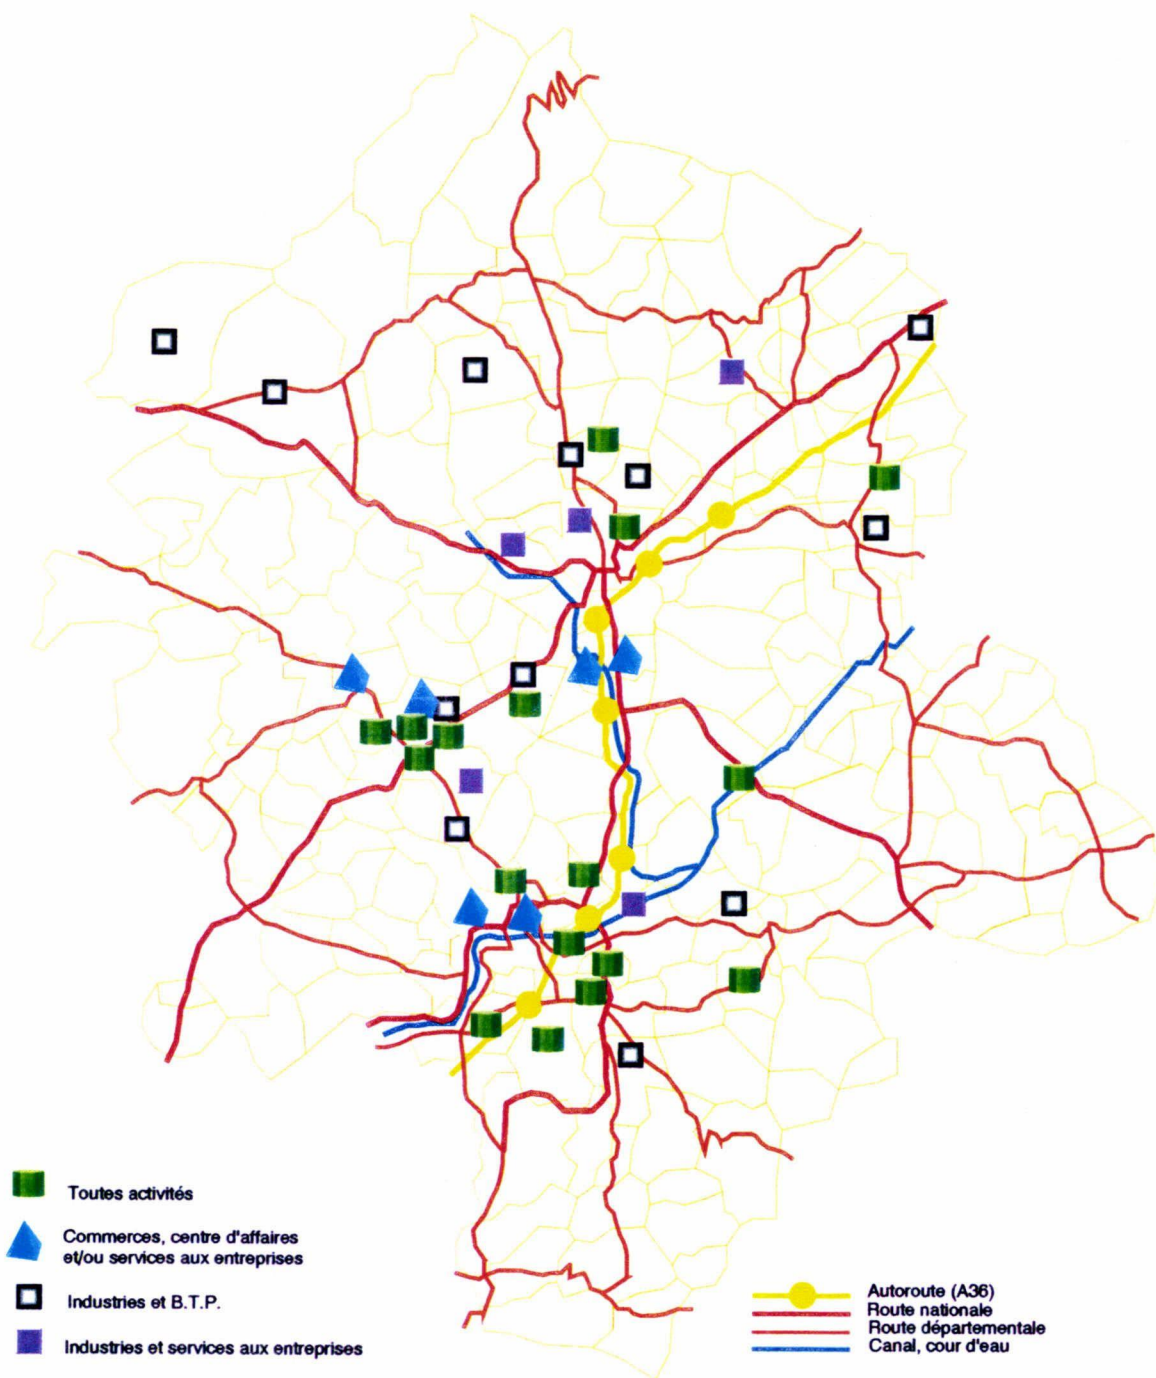 Toutes activités
Commerces, centre d'affaires
et/ou services aux entreprises
Industries et B.T.P.
Industries et services aux entreprises
Autoroute (A36)
Route nationale
Route départementale
Canal, cour d'eau